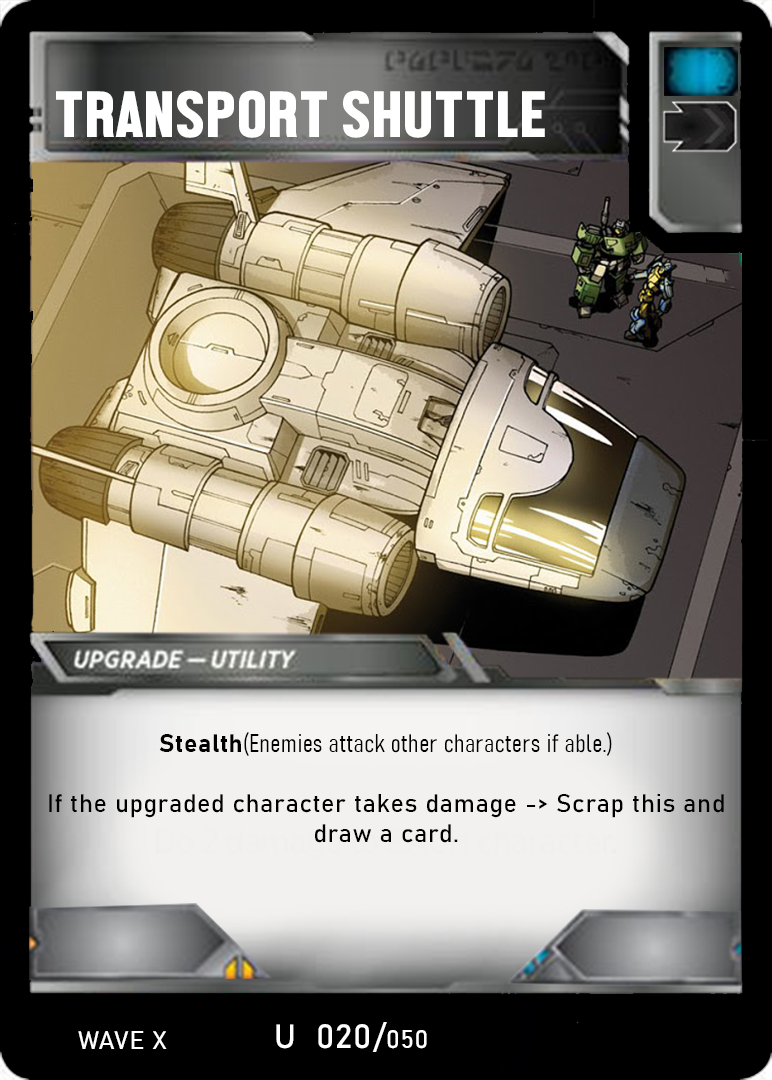 TRANSPORT SHUTTLE
UPGRADE — UTILITY
Stealth(Enemies attack other characters if able.)
If the upgraded character takes damage -> Scrap this and
draw a card.
WAVE X U 020/050